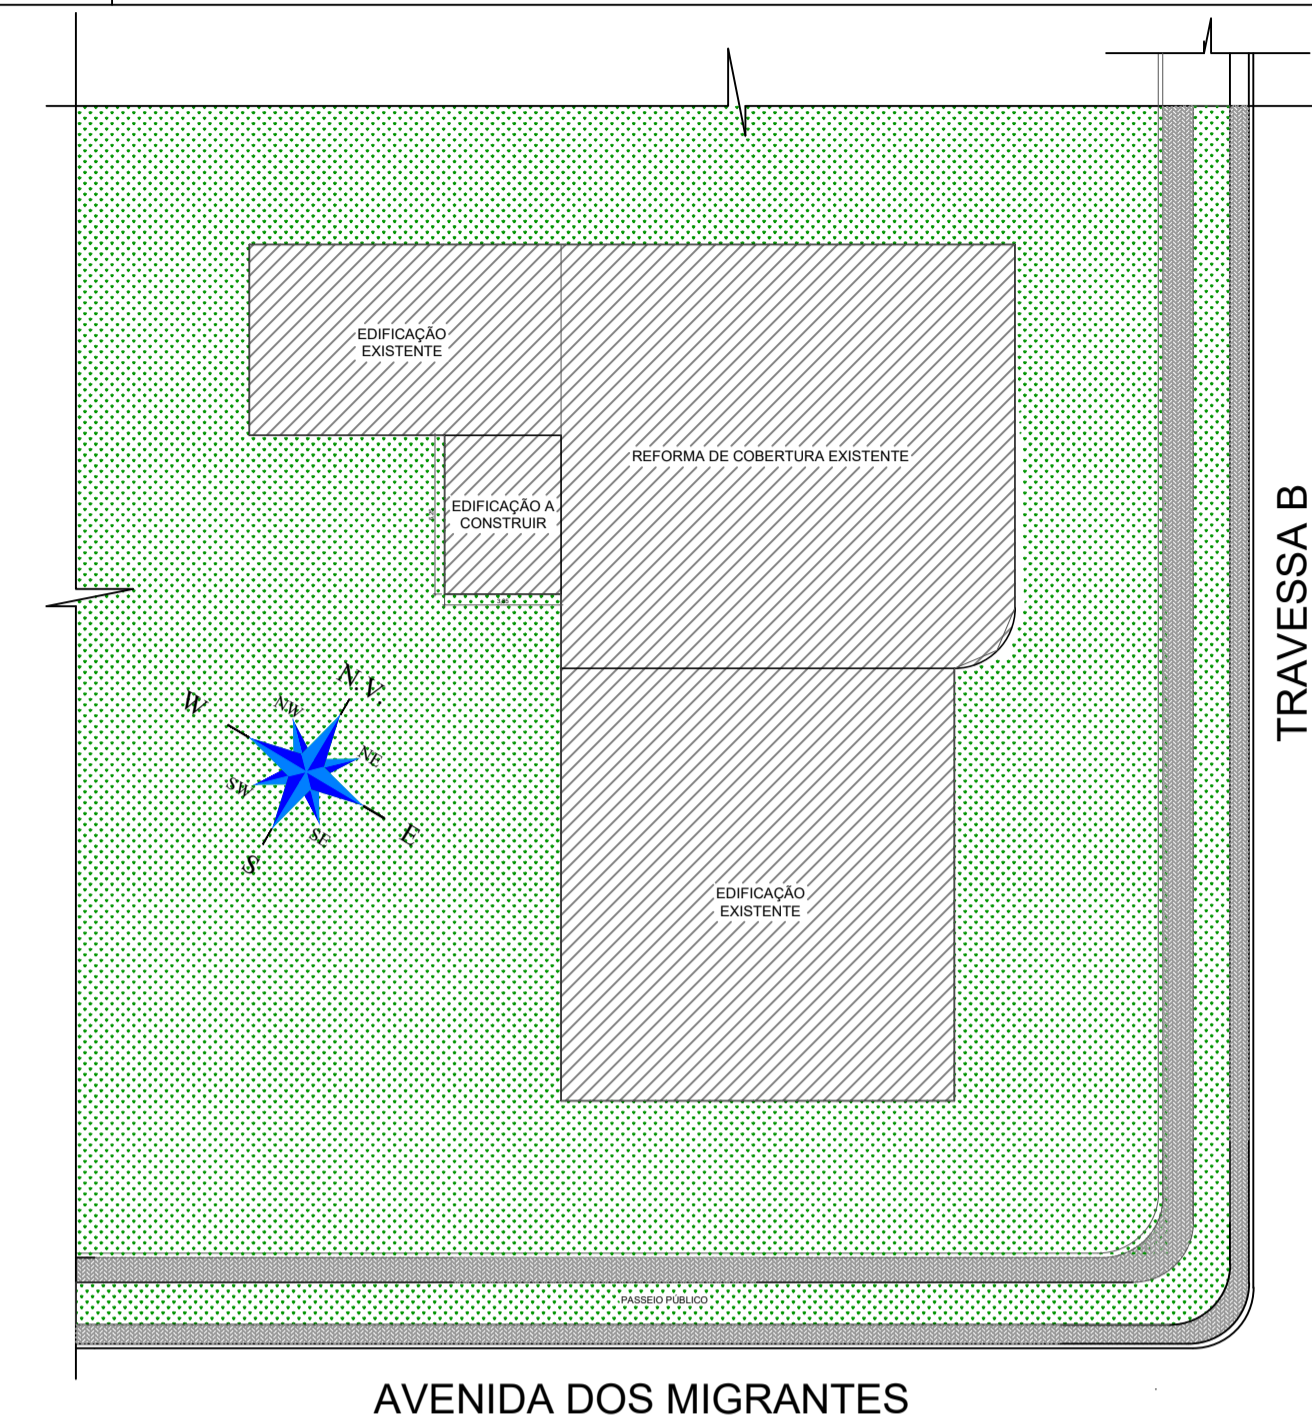 EDIFICAÇÃO
EXISTENTE
REFORMA DE COBERTURA EXISTENTE
EDIFICAÇÃO A
CONSTRUIR
TRAVESSA B
N.V.
W
NW
NE
SW
SE
E
S
EDIFICAÇÃO
EXISTENTE
PASSEIO PÚBLICO
AVENIDA DOS MIGRANTES